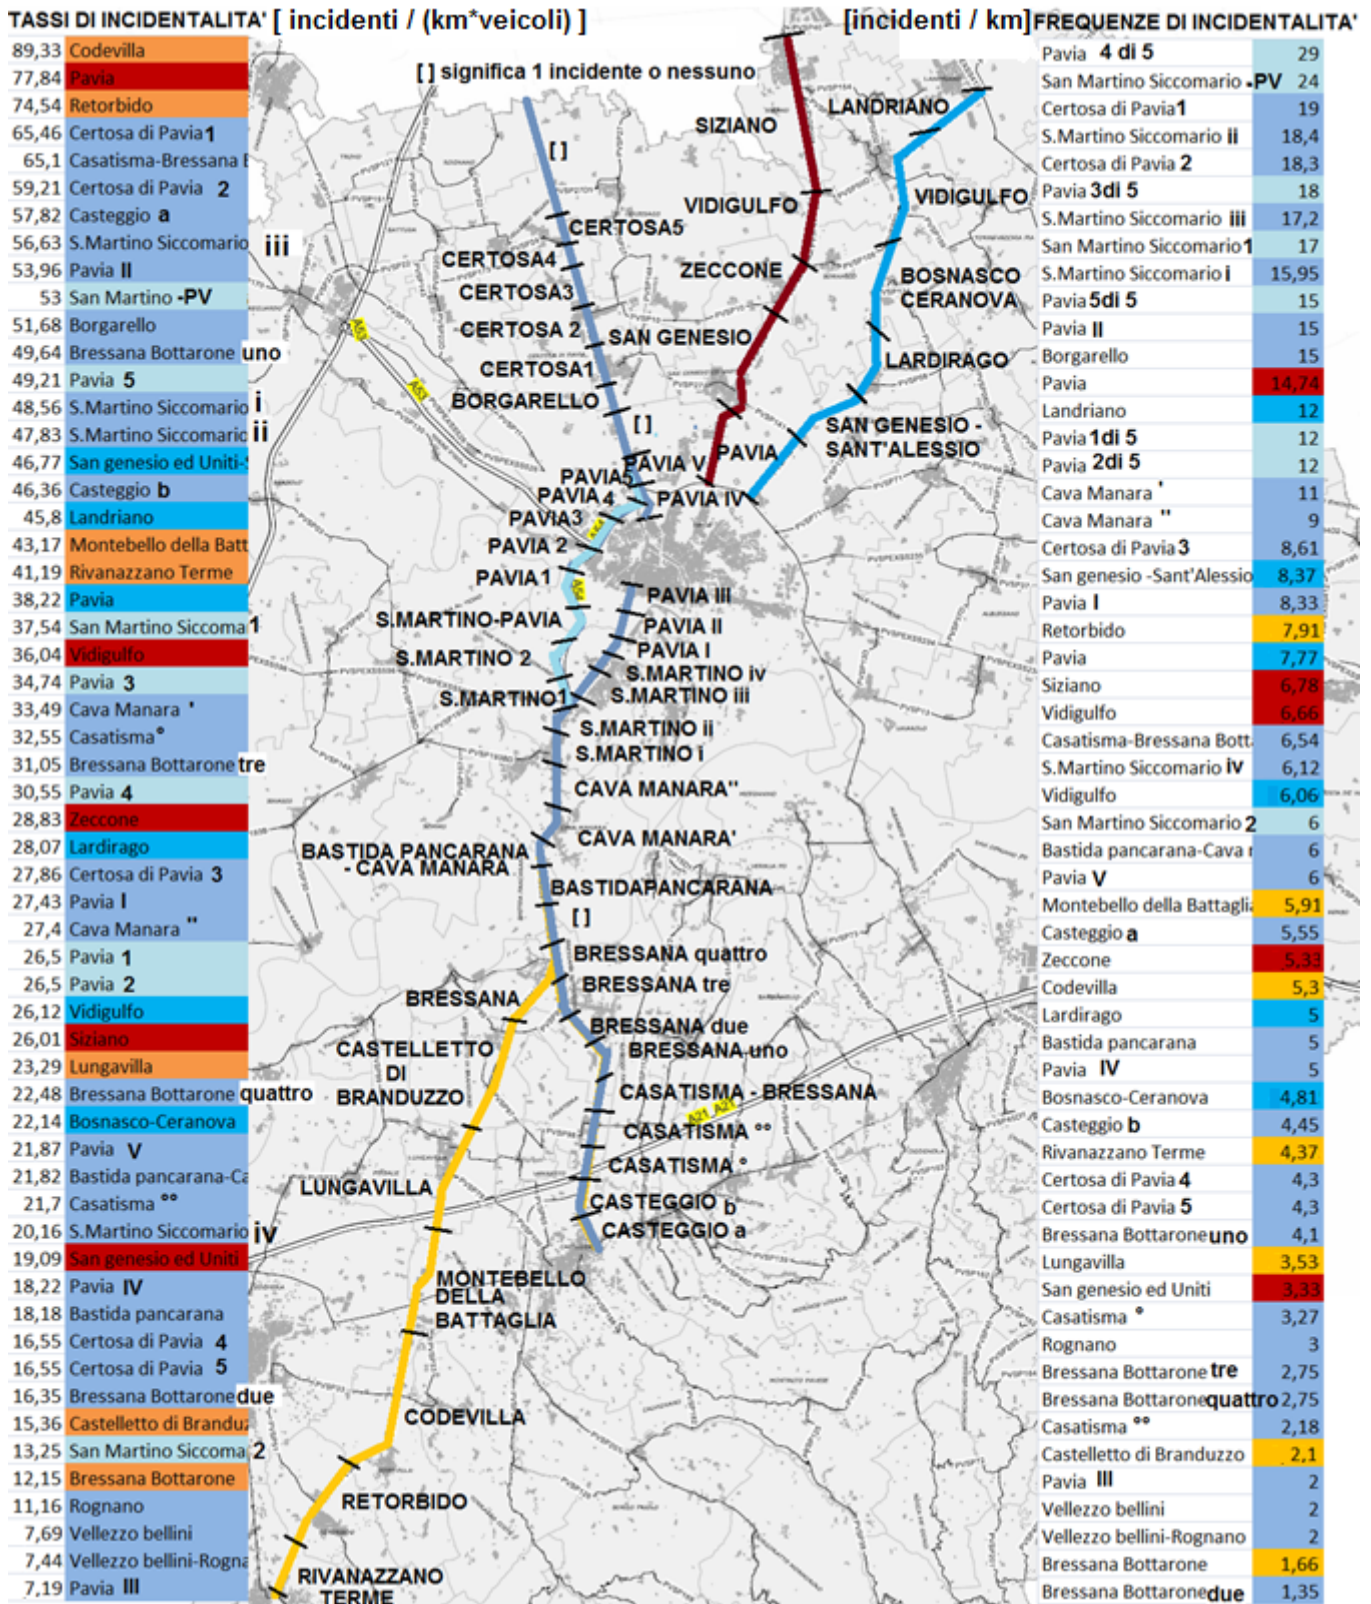 TASSI DI INCIDENTALITA' [ incidenti / (km*veicoli) ]
89,33 Codevilla
77,84 Pavia
74,54 Retorbido
65,46 Certosa di Pavia 1
65,1 Casatisma-Bressana
59,21 Certosa di Pavia 2
57,82 Casteggio a
56,63 S.Martino Siccomario iii
53,96 Pavia II
53 San Martino -PV
51,68 Borgarello
49,64 Bressana Bottarone uno
49,21 Pavia 5
48,56 S.Martino Siccomario i
47,83 S.Martino Siccomario ii
46,77 San genesio ed Uniti-
46,36 Casteggio b
45,8 Landriano
43,17 Montebello della Batt
41,19 Rivanazzano Terme
38,22 Pavia
37,54 San Martino Siccoma 1
36,04 Vidigulfo
34,74 Pavia 3
33,49 Cava Manara '
32,55 Casatisma°
31,05 Bressana Bottarone tre
30,55 Pavia 4
28,83 Zeccone
28,07 Lardirago
27,86 Certosa di Pavia 3
27,43 Pavia I
27,4 Cava Manara ''
26,5 Pavia 1
26,5 Pavia 2
26,12 Vidigulfo
26,01 Siziano
23,29 Lungavilla
22,48 Bressana Bottarone quattro
22,14 Bosnasco-Ceranova
21,87 Pavia V
21,82 Bastida pancarana-Ca
21,7 Casatisma °°
20,16 S.Martino Siccomario iv
19,09 San genesio ed Uniti
18,22 Pavia IV
18,18 Bastida pancarana
16,55 Certosa di Pavia 4
16,55 Certosa di Pavia 5
16,35 Bressana Bottarone due
15,36 Castelletto di Branduz
13,25 San Martino Siccoma 2
12,15 Bressana Bottarone
11,16 Rognano
7,69 Vellezzo bellini
7,44 Vellezzo bellini-Rogna
7,19 Pavia III
[ ] significa 1 incidente o nessuno
[ ]
CERTOSA5
CERTOSA4
CERTOSA3
CERTOSA 2
CERTOSA1
BORGARELLO
[ ]
PAVIA V
PAVIA5
PAVIA 4
PAVIA IV
PAVIA3
PAVIA 2
PAVIA 1
S.MARTINO-PAVIA
S.MARTINO 2
S.MARTINO1
PAVIA III
PAVIA II
PAVIA I
S.MARTINO iv
S.MARTINO iii
S.MARTINO ii
S.MARTINO i
CAVA MANARA''
CAVA MANARA'
BASTIDA PANCARANA
- CAVA MANARA
BASTIDAPANCARANA
[ ]
BRESSANA quattro
BRESSANA tre
BRESSANA due
BRESSANA uno
CASATISMA - BRESSANA
CASATISMA °°
CASATISMA °
CASTEGGIO b
CASTEGGIO a
BRESSANA
CASTELLETTO
DI
BRANDUZZO
LUNGAVILLA
MONTEBELLO
DELLA
BATTAGLIA
CODEVILLA
RETORBIDO
RIVANAZZANO
TERME
SIZIANO
VIDIGULFO
ZECCONE
SAN GENESIO
PAVIA
LANDRIANO
VIDIGULFO
BOSNASCO
CERANOVA
LARDIRAGO
SAN GENESIO -
SANT'ALESSIO
A53
A53
A54
A21 A21
[incidenti / km] FREQUENZE DI INCIDENTALITA'
Pavia 4 di 5 29
San Martino Siccomario -PV 24
Certosa di Pavia 1 19
S.Martino Siccomario ii 18,4
Certosa di Pavia 2 18,3
Pavia 3di 5 18
S.Martino Siccomario iii 17,2
San Martino Siccomario 1 17
S.Martino Siccomario i 15,95
Pavia 5di 5 15
Pavia II 15
Borgarello 15
Pavia 14,74
Landriano 12
Pavia 1di 5 12
Pavia 2di 5 12
Cava Manara ' 11
Cava Manara '' 9
Certosa di Pavia 3 8,61
San genesio -Sant'Alessio 8,37
Pavia I 8,33
Retorbido 7,91
Pavia 7,77
Siziano 6,78
Vidigulfo 6,66
Casatisma-Bressana Bott. 6,54
S.Martino Siccomario iv 6,12
Vidigulfo 6,06
San Martino Siccomario 2 6
Bastida pancarana-Cava 6
Pavia V 6
Montebello della Battaglia 5,91
Casteggio a 5,55
Zeccone 5,33
Codevilla 5,3
Lardirago 5
Bastida pancarana 5
Pavia IV 5
Bosnasco-Ceranova 4,81
Casteggio b 4,45
Rivanazzano Terme 4,37
Certosa di Pavia 4 4,3
Certosa di Pavia 5 4,3
Bressana Bottarone uno 4,1
Lungavilla 3,53
San genesio ed Uniti 3,33
Casatisma ° 3,27
Rognano 3
Bressana Bottarone tre 2,75
Bressana Bottarone quattro 2,75
Casatisma °° 2,18
Castelletto di Branduzzo 2,1
Pavia III 2
Vellezzo bellini 2
Vellezzo bellini-Rognano 2
Bressana Bottarone 1,66
Bressana Bottarone due 1,35